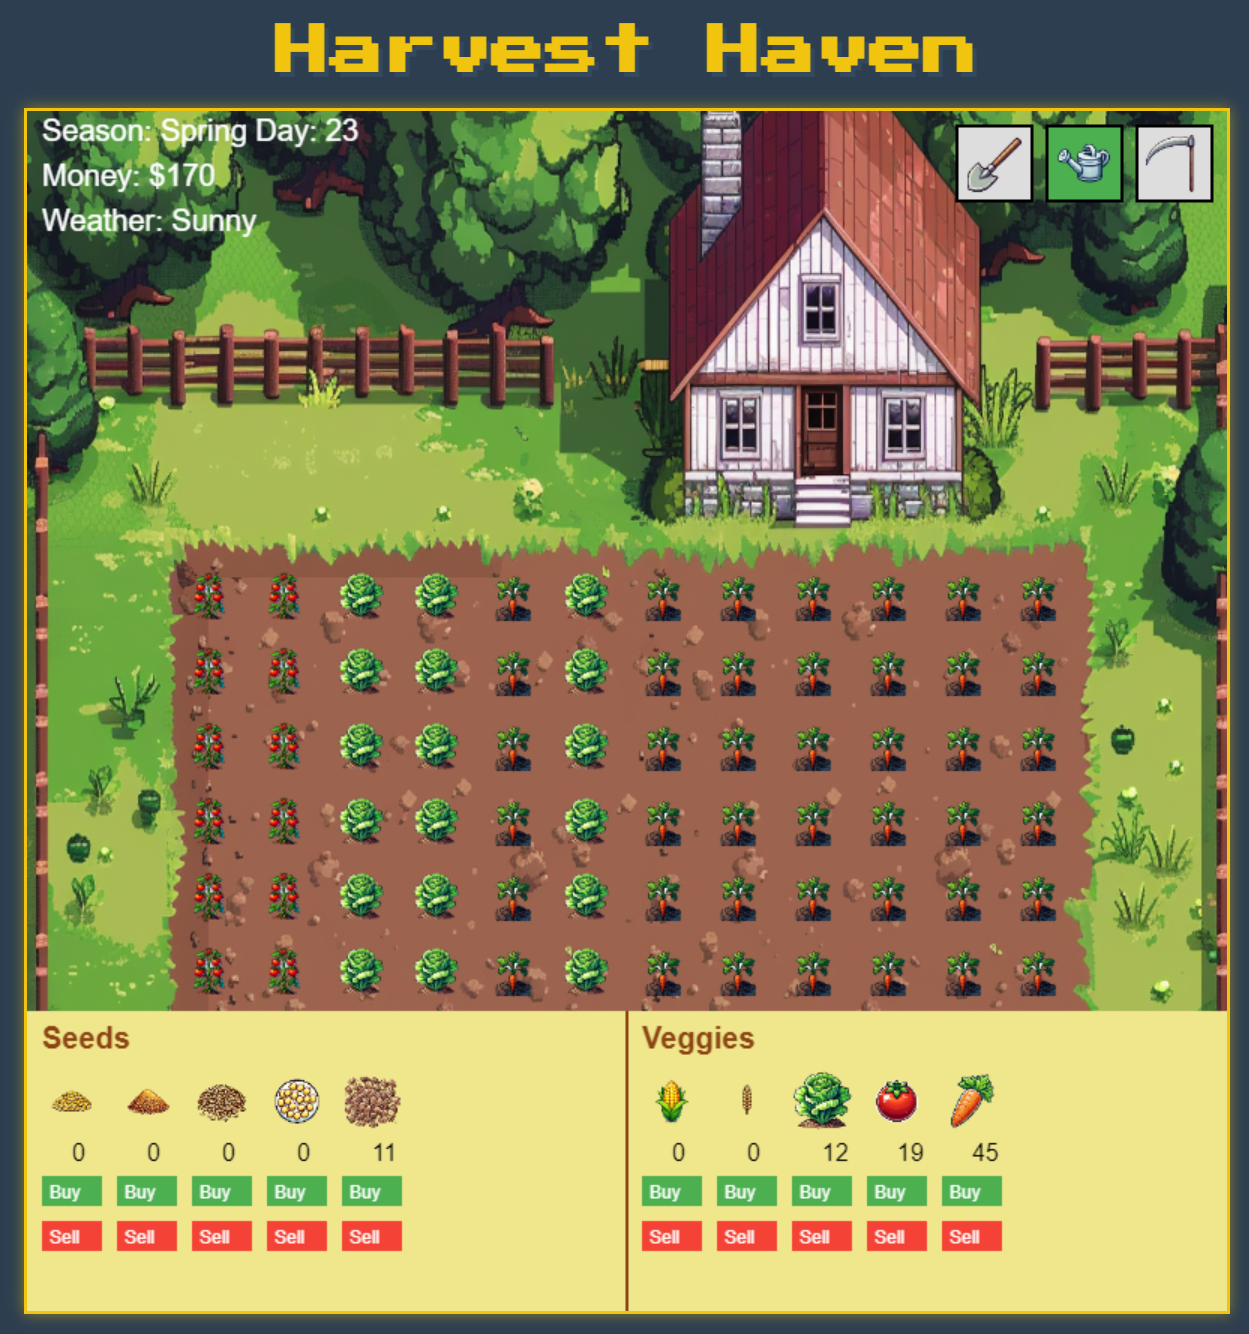 Harvest Haven
Season: Spring Day: 23
Money: $170
Weather: Sunny
Seeds
0 0 0 0 11
Buy Buy Buy Buy Buy
Sell Sell Sell Sell Sell
Veggies
0 0 12 19 45
Buy Buy Buy Buy Buy
Sell Sell Sell Sell Sell